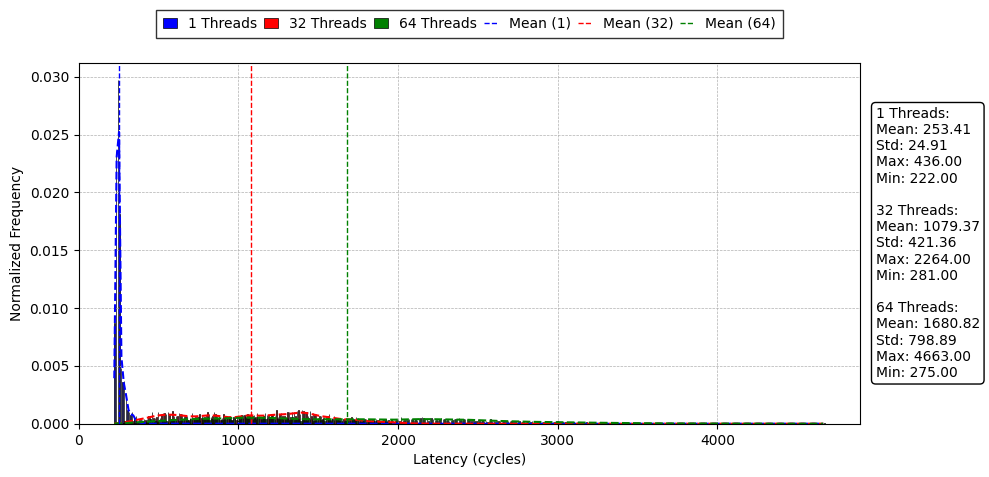 1 Threads 32 Threads 64 Threads Mean (1) Mean (32) Mean (64)
0.030
0.025
0.020
0.015
0.010
0.005
0.000
Normalized Frequency
0 1000 2000 3000 4000
Latency (cycles)
1 Threads:
Mean: 253.41
Std: 24.91
Max: 436.00
Min: 222.00
32 Threads:
Mean: 1079.37
Std: 421.36
Max: 2264.00
Min: 281.00
64 Threads:
Mean: 1680.82
Std: 798.89
Max: 4663.00
Min: 275.00